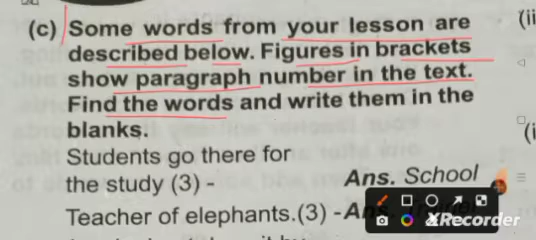 (c) Some words from your lesson are
described below. Figures in brackets
show paragraph number in the text.
Find the words and write them in the
blanks.
Students go there for
the study (3) - Ans. School
Teacher of elephants.(3) - Ans.
XRecorder
(ii
(i